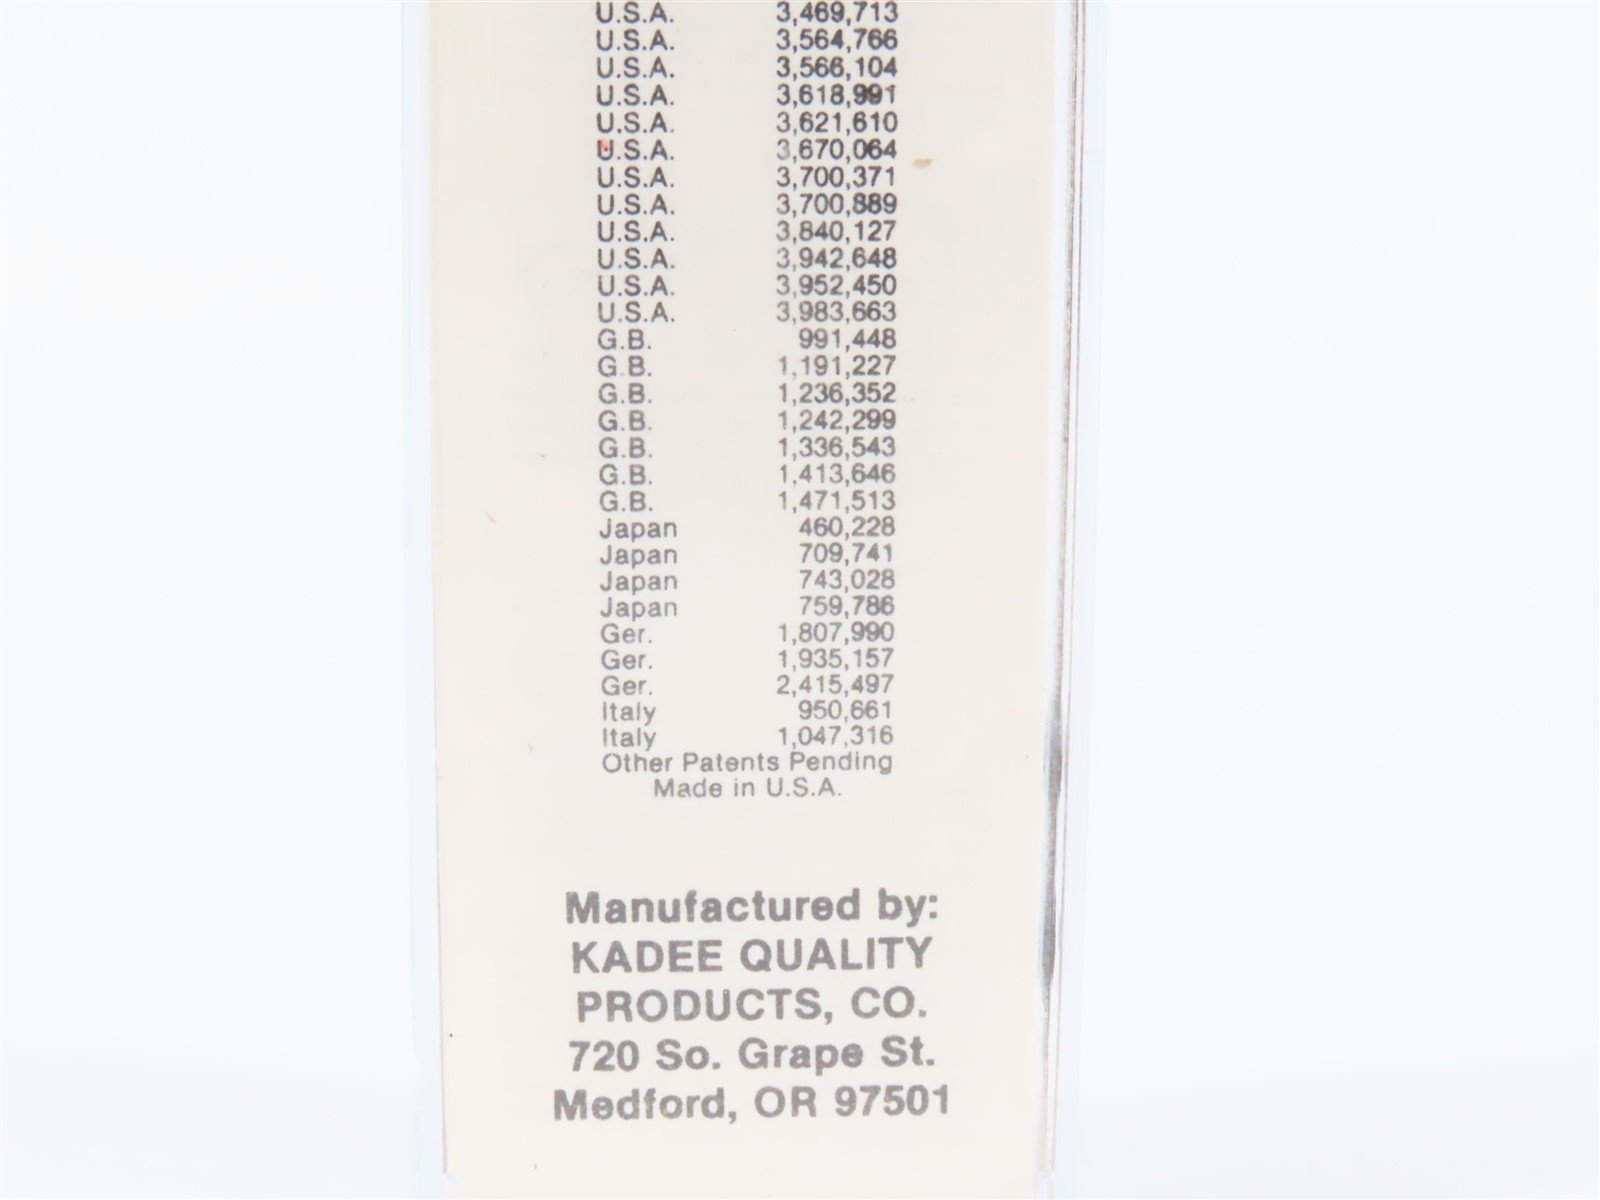 U.S.A. 3,469,713
U.S.A. 3,564,766
U.S.A. 3,566,104
U.S.A. 3,618,991
U.S.A. 3,621,610
U.S.A. 3,670,064
U.S.A. 3,700,371
U.S.A. 3,700,889
U.S.A. 3,840,127
U.S.A. 3,942,648
U.S.A. 3,952,450
U.S.A. 3,983,663
G.B. 991,448
G.B. 1,191,227
G.B. 1,236,352
G.B. 1,242,299
G.B. 1,336,543
G.B. 1,413,646
G.B. 1,471,513
Japan 460,228
Japan 709,741
Japan 743,028
Japan 759,786
Ger. 1,807,990
Ger. 1,935,157
Ger. 2,415,497
Italy 950,661
Italy 1,047,316
Other Patents Pending
Made in U.S.A.
Manufactured by:
KADEE QUALITY
PRODUCTS, CO.
720 So. Grape St.
Medford, OR 97501